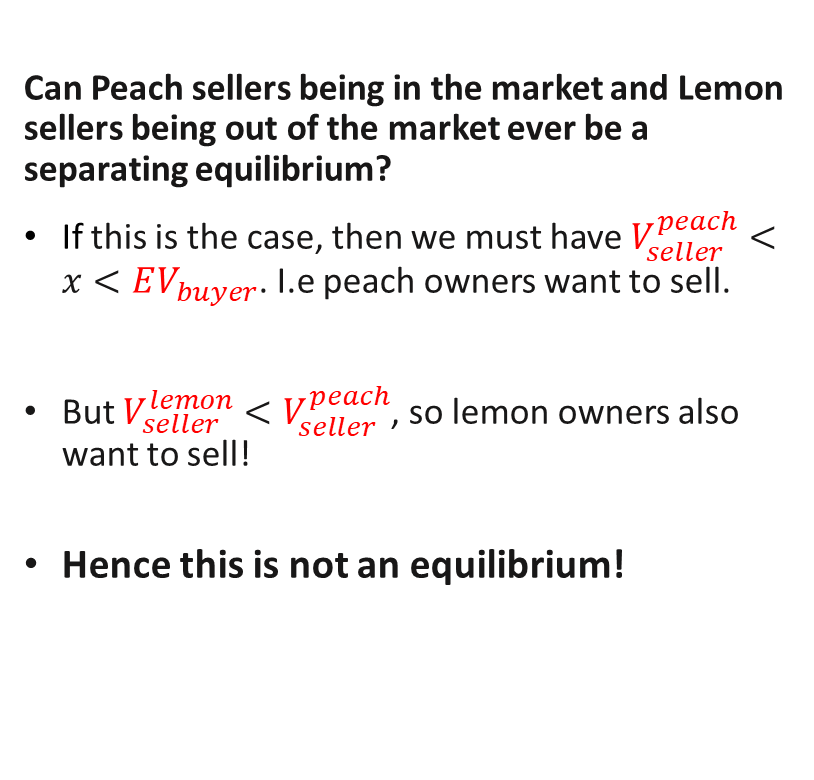 Can Peach sellers being in the market and Lemon
sellers being out of the market ever be a
separating equilibrium?
• If this is the case, then we must have $V_{seller}^{peach}$ <
$x$ < $EV_{buyer}$. I.e peach owners want to sell.
• But $V_{seller}^{lemon}$ < $V_{seller}^{peach}$, so lemon owners also
want to sell!
• Hence this is not an equilibrium!